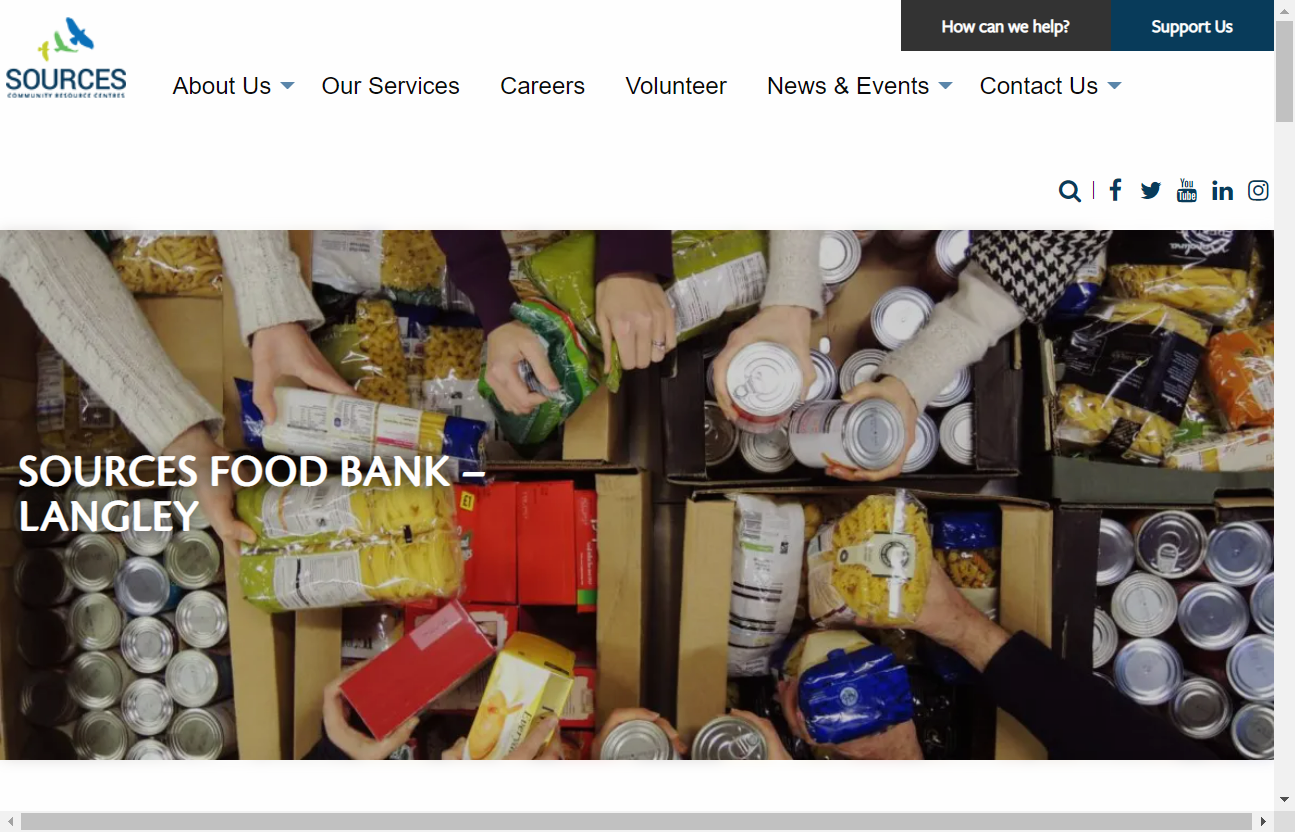 How can we help?
Support Us
SOURCES
COMMUNITY RESOURCE CENTRES
About Us
Our Services
Careers
Volunteer
News & Events
Contact Us
You
Tube
SOURCES FOOD BANK –
LANGLEY
£1